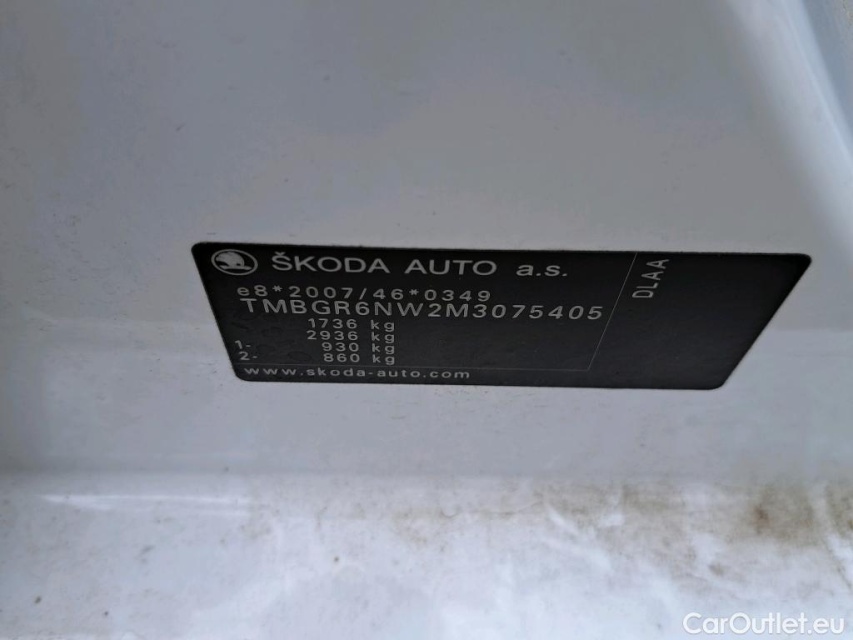 ŠKODA AUTO a.s.
DLAA
e8*2007/46*0349
TMBGR6NW2M3075405
1736 kg
2936 kg
1- 930 kg
2- 860 kg
www.skoda-auto.com
CarOutlet.eu